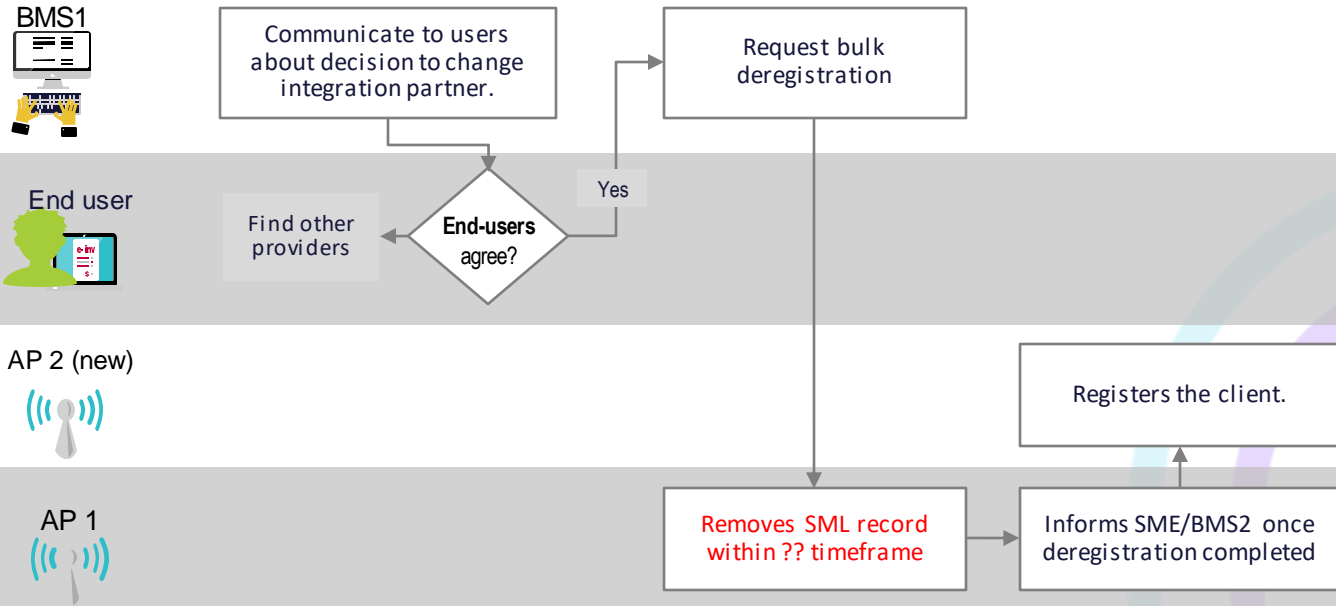 BMS1
Communicate to users
about decision to change
integration partner.
Request bulk
deregistration
End user
e-inv
$ -
Find other
providers
End-users
agree?
Yes
AP 2 (new)
Registers the client.
AP 1
Removes SML record
within ?? timeframe
Informs SME/BMS2 once
deregistration completed